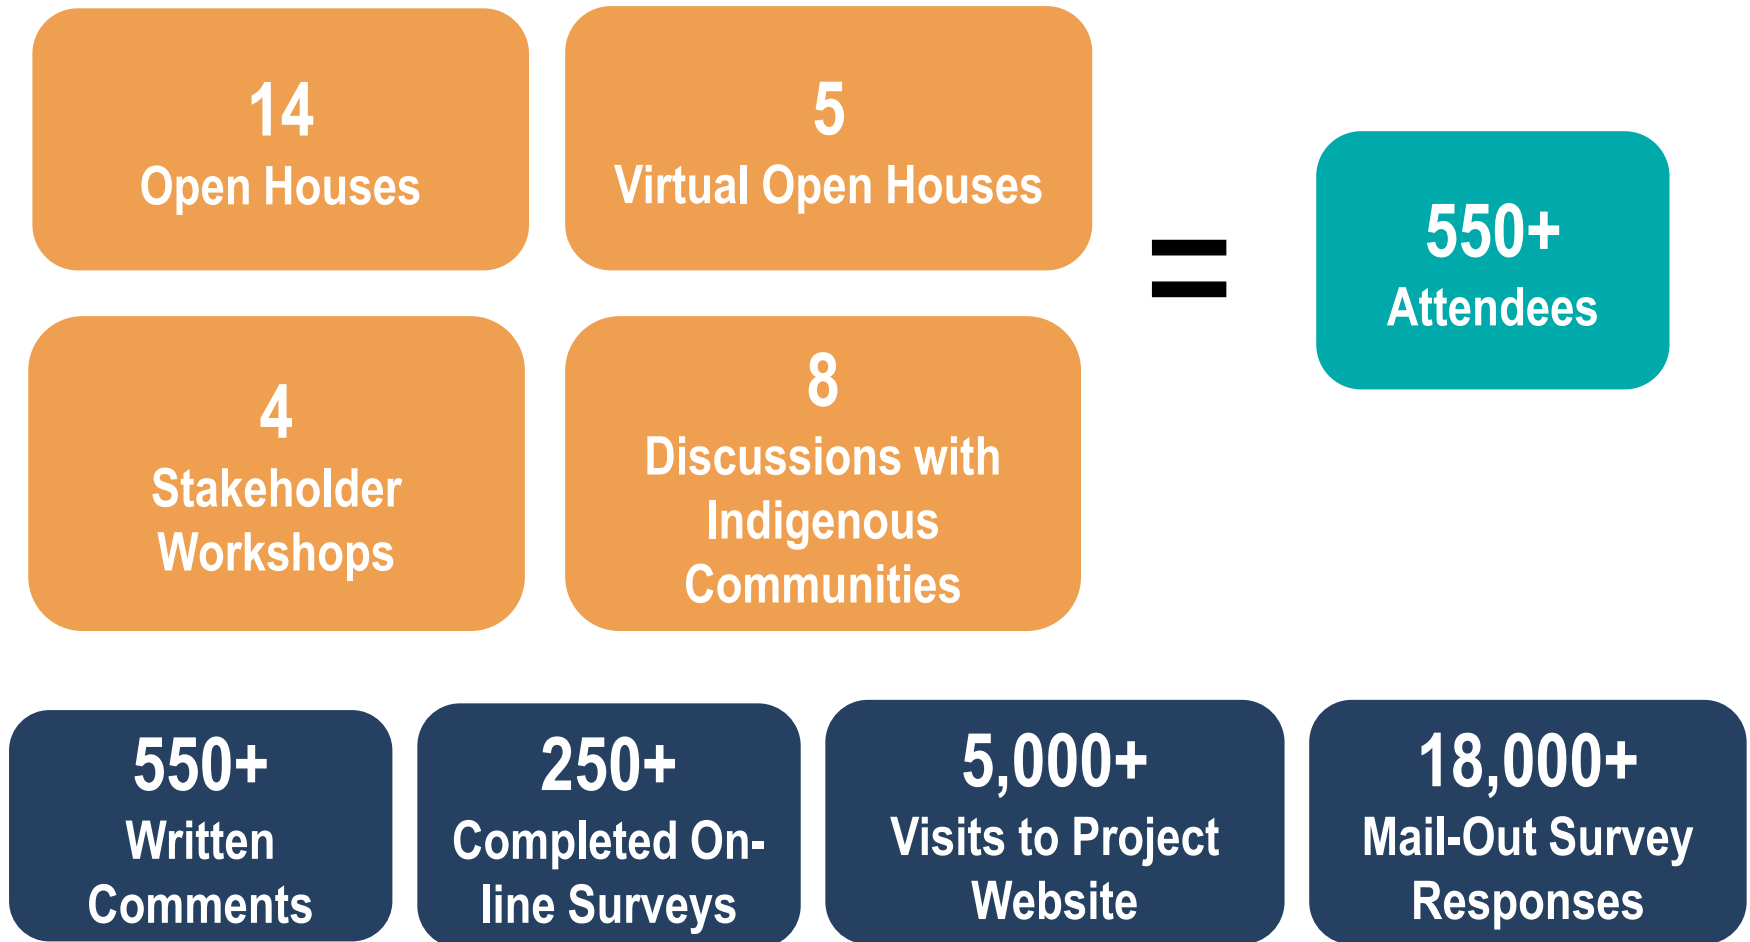 14
Open Houses
5
Virtual Open Houses
4
Stakeholder
Workshops
8
Discussions with
Indigenous
Communities
=
550+
Attendees
550+
Written
Comments
250+
Completed On-
line Surveys
5,000+
Visits to Project
Website
18,000+
Mail-Out Survey
Responses